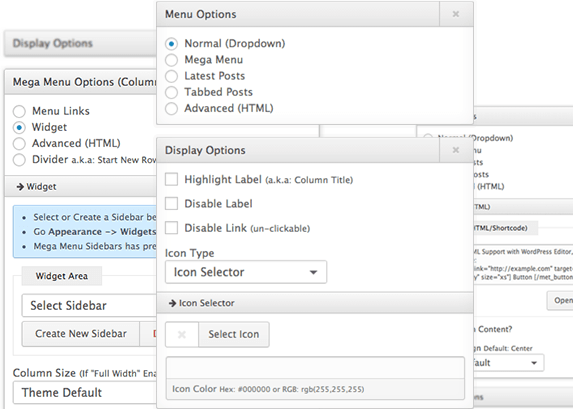 Display Options
Mega Menu Options (Colum
Menu Links
Widget
Advanced (HTML)
Divider a.k.a: Start New Row
Widget
Select or Create a Sidebar be
Go Appearance -> Widgets
Mega Menu Sidebars has pre
Widget Area
Select Sidebar
Create New Sidebar
Column Size (If "Full Width" Ena
Theme Default
Menu Options
Normal (Dropdown)
Mega Menu
Latest Posts
Tabbed Posts
Advanced (HTML)
Display Options
Highlight Label (a.k.a: Column Title)
Disable Label
Disable Link (un-clickable)
Icon Type
Icon Selector
Icon Selector
Select Icon
Icon Color Hex: #000000 or RGB: rgb(255,255,255)
Normal (Dropdown)
nu
sts
osts
d (HTML)
HTML)
(HTML/Shortcode)
ML Support with WordPress Editor,
link="http://example.com" target=
y" size="xs"] Button [/met_button
Open
Content?
gn Default: Center
fault
ons